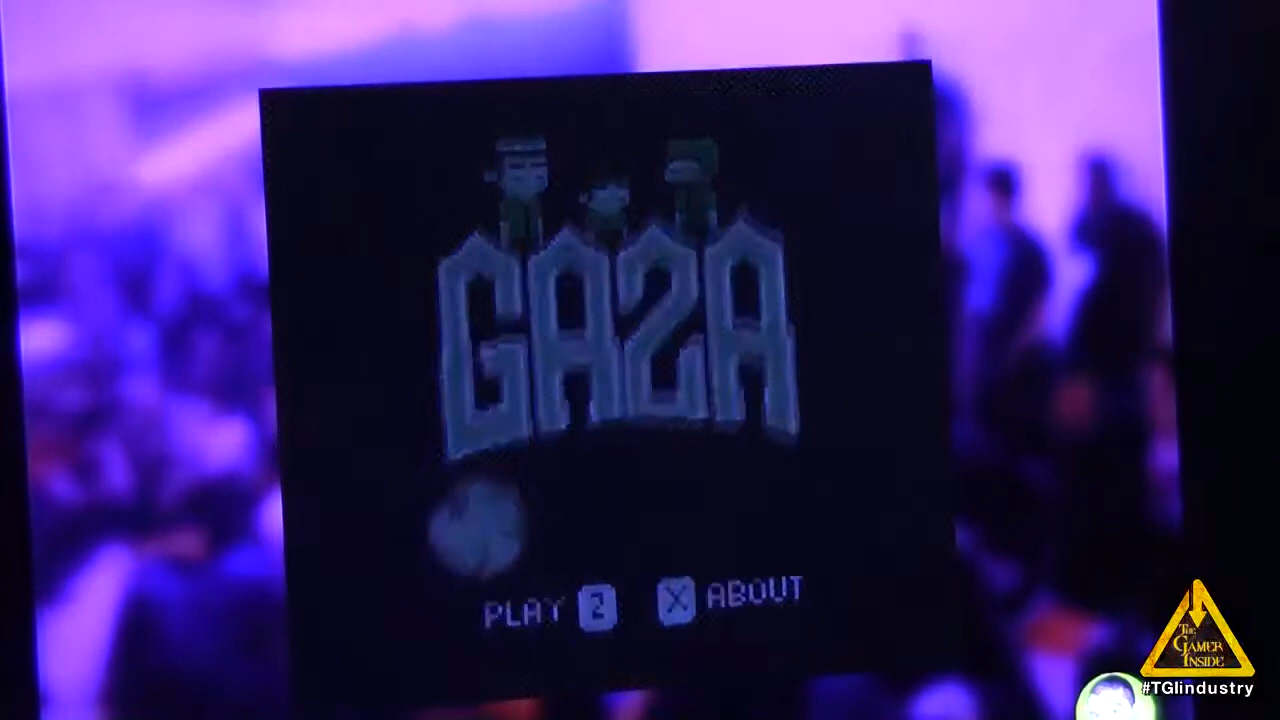 GAZA
PLAY Z X ABOUT
The
GAMER
INSIDE
#TGIindustry